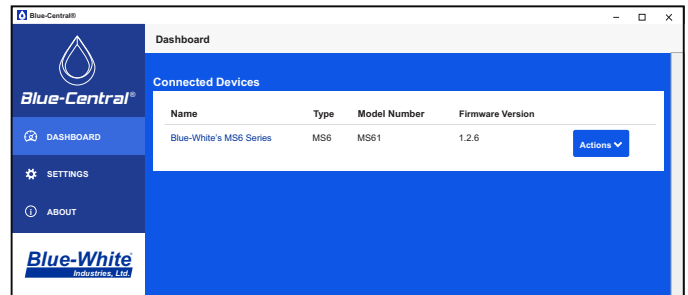 Blue-Central®
Dashboard
Blue-Central®
DASHBOARD
SETTINGS
ABOUT
Blue-White
Industries, Ltd.
Connected Devices
Name Type Model Number Firmware Version
Blue-White's MS6 Series MS6 MS61 1.2.6 Actions